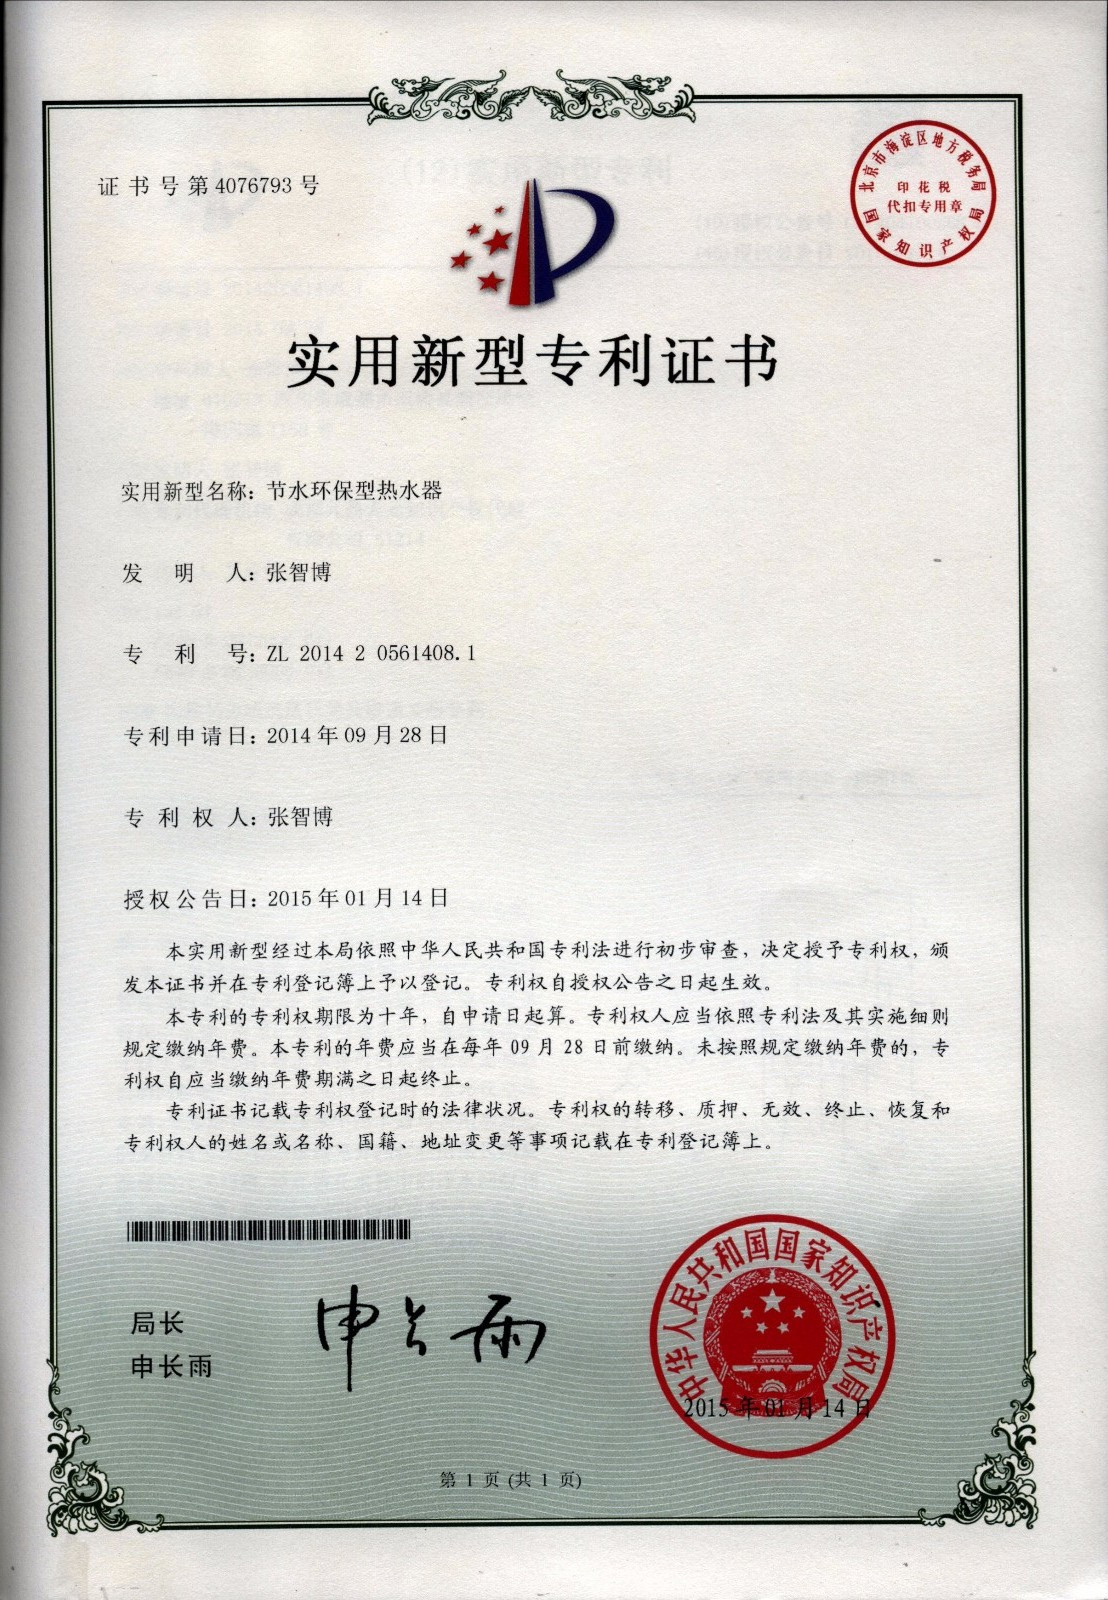 证书号第4076793号
北京市海淀区地方税务局
印花税
代扣专用章
国家知识产权局
实用新型专利证书
实用新型名称：节水环保型热水器
发明人：张智博
专利号：ZL 2014 2 0561408.1
专利申请日：2014年09月28日
专利权人：张智博
授权公告日：2015年01月14日
本实用新型经过本局依照中华人民共和国专利法进行初步审查，决定授予专利权，颁
发本证书并在专利登记簿上予以登记。专利权自授权公告之日起生效。
本专利的专利权期限为十年，自申请日起算。专利权人应当依照专利法及其实施细则
规定缴纳年费。本专利的年费应当在每年09月28日前缴纳。未按照规定缴纳年费的，专
利权自应当缴纳年费期满之日起终止。
专利证书记载专利权登记时的法律状况。专利权的转移、质押、无效、终止、恢复和
专利权人的姓名或名称、国籍、地址变更等事项记载在专利登记簿上。
局长
申长雨
申长雨
中华人民共和国国家知识产权局
2015年01月14日
第1页(共1页)